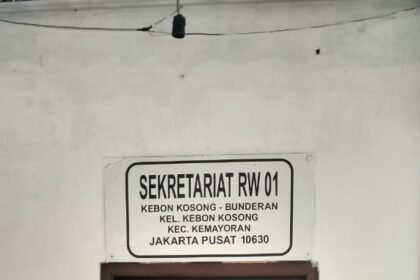 SEKRETARIAT RW 01
KEBON KOSONG - BUNDERAN
KEL. KEBON KOSONG
KEC. KEMAYORAN
JAKARTA PUSAT 10630